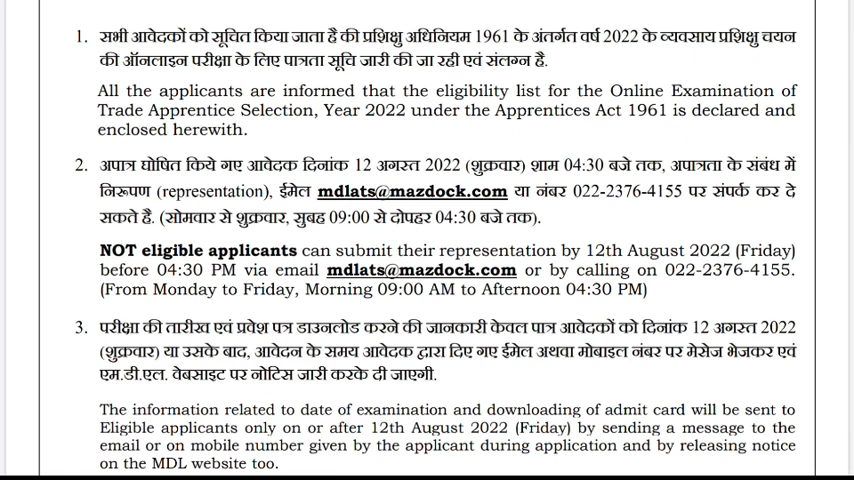 1. सभी आवेदकों को सूचित किया जाता है की प्रशिक्षु अधिनियम 1961 के अंतर्गत वर्ष 2022 के व्यवसाय प्रशिक्षु चयन
की ऑनलाइन परीक्षा के लिए पात्रता सूचि जारी की जा रही एवं संलग्न है.
All the applicants are informed that the eligibility list for the Online Examination of
Trade Apprentice Selection, Year 2022 under the Apprentices Act 1961 is declared and
enclosed herewith.
2. अपात्र घोषित किये गए आवेदक दिनांक 12 अगस्त 2022 (शुक्रवार) शाम 04:30 बजे तक, अपात्रता के संबंध में
निरूपण (representation), ईमेल mdlats@mazdock.com या नंबर 022-2376-4155 पर संपर्क कर दे
सकते है. (सोमवार से शुक्रवार, सुबह 09:00 से दोपहर 04:30 बजे तक).
NOT eligible applicants can submit their representation by 12th August 2022 (Friday)
before 04:30 PM via email mdlats@mazdock.com or by calling on 022-2376-4155.
(From Monday to Friday, Morning 09:00 AM to Afternoon 04:30 PM)
3. परीक्षा की तारीख एवं प्रवेश पत्र डाउनलोड करने की जानकारी केवल पात्र आवेदकों को दिनांक 12 अगस्त 2022
(शुक्रवार) या उसके बाद, आवेदन के समय आवेदक द्वारा दिए गए ईमेल अथवा मोबाइल नंबर पर मेसेज भेजकर एवं
एम.डी.एल. वेबसाइट पर नोटिस जारी करके दी जाएगी.
The information related to date of examination and downloading of admit card will be sent to
Eligible applicants only on or after 12th August 2022 (Friday) by sending a message to the
email or on mobile number given by the applicant during application and by releasing notice
on the MDL website too.